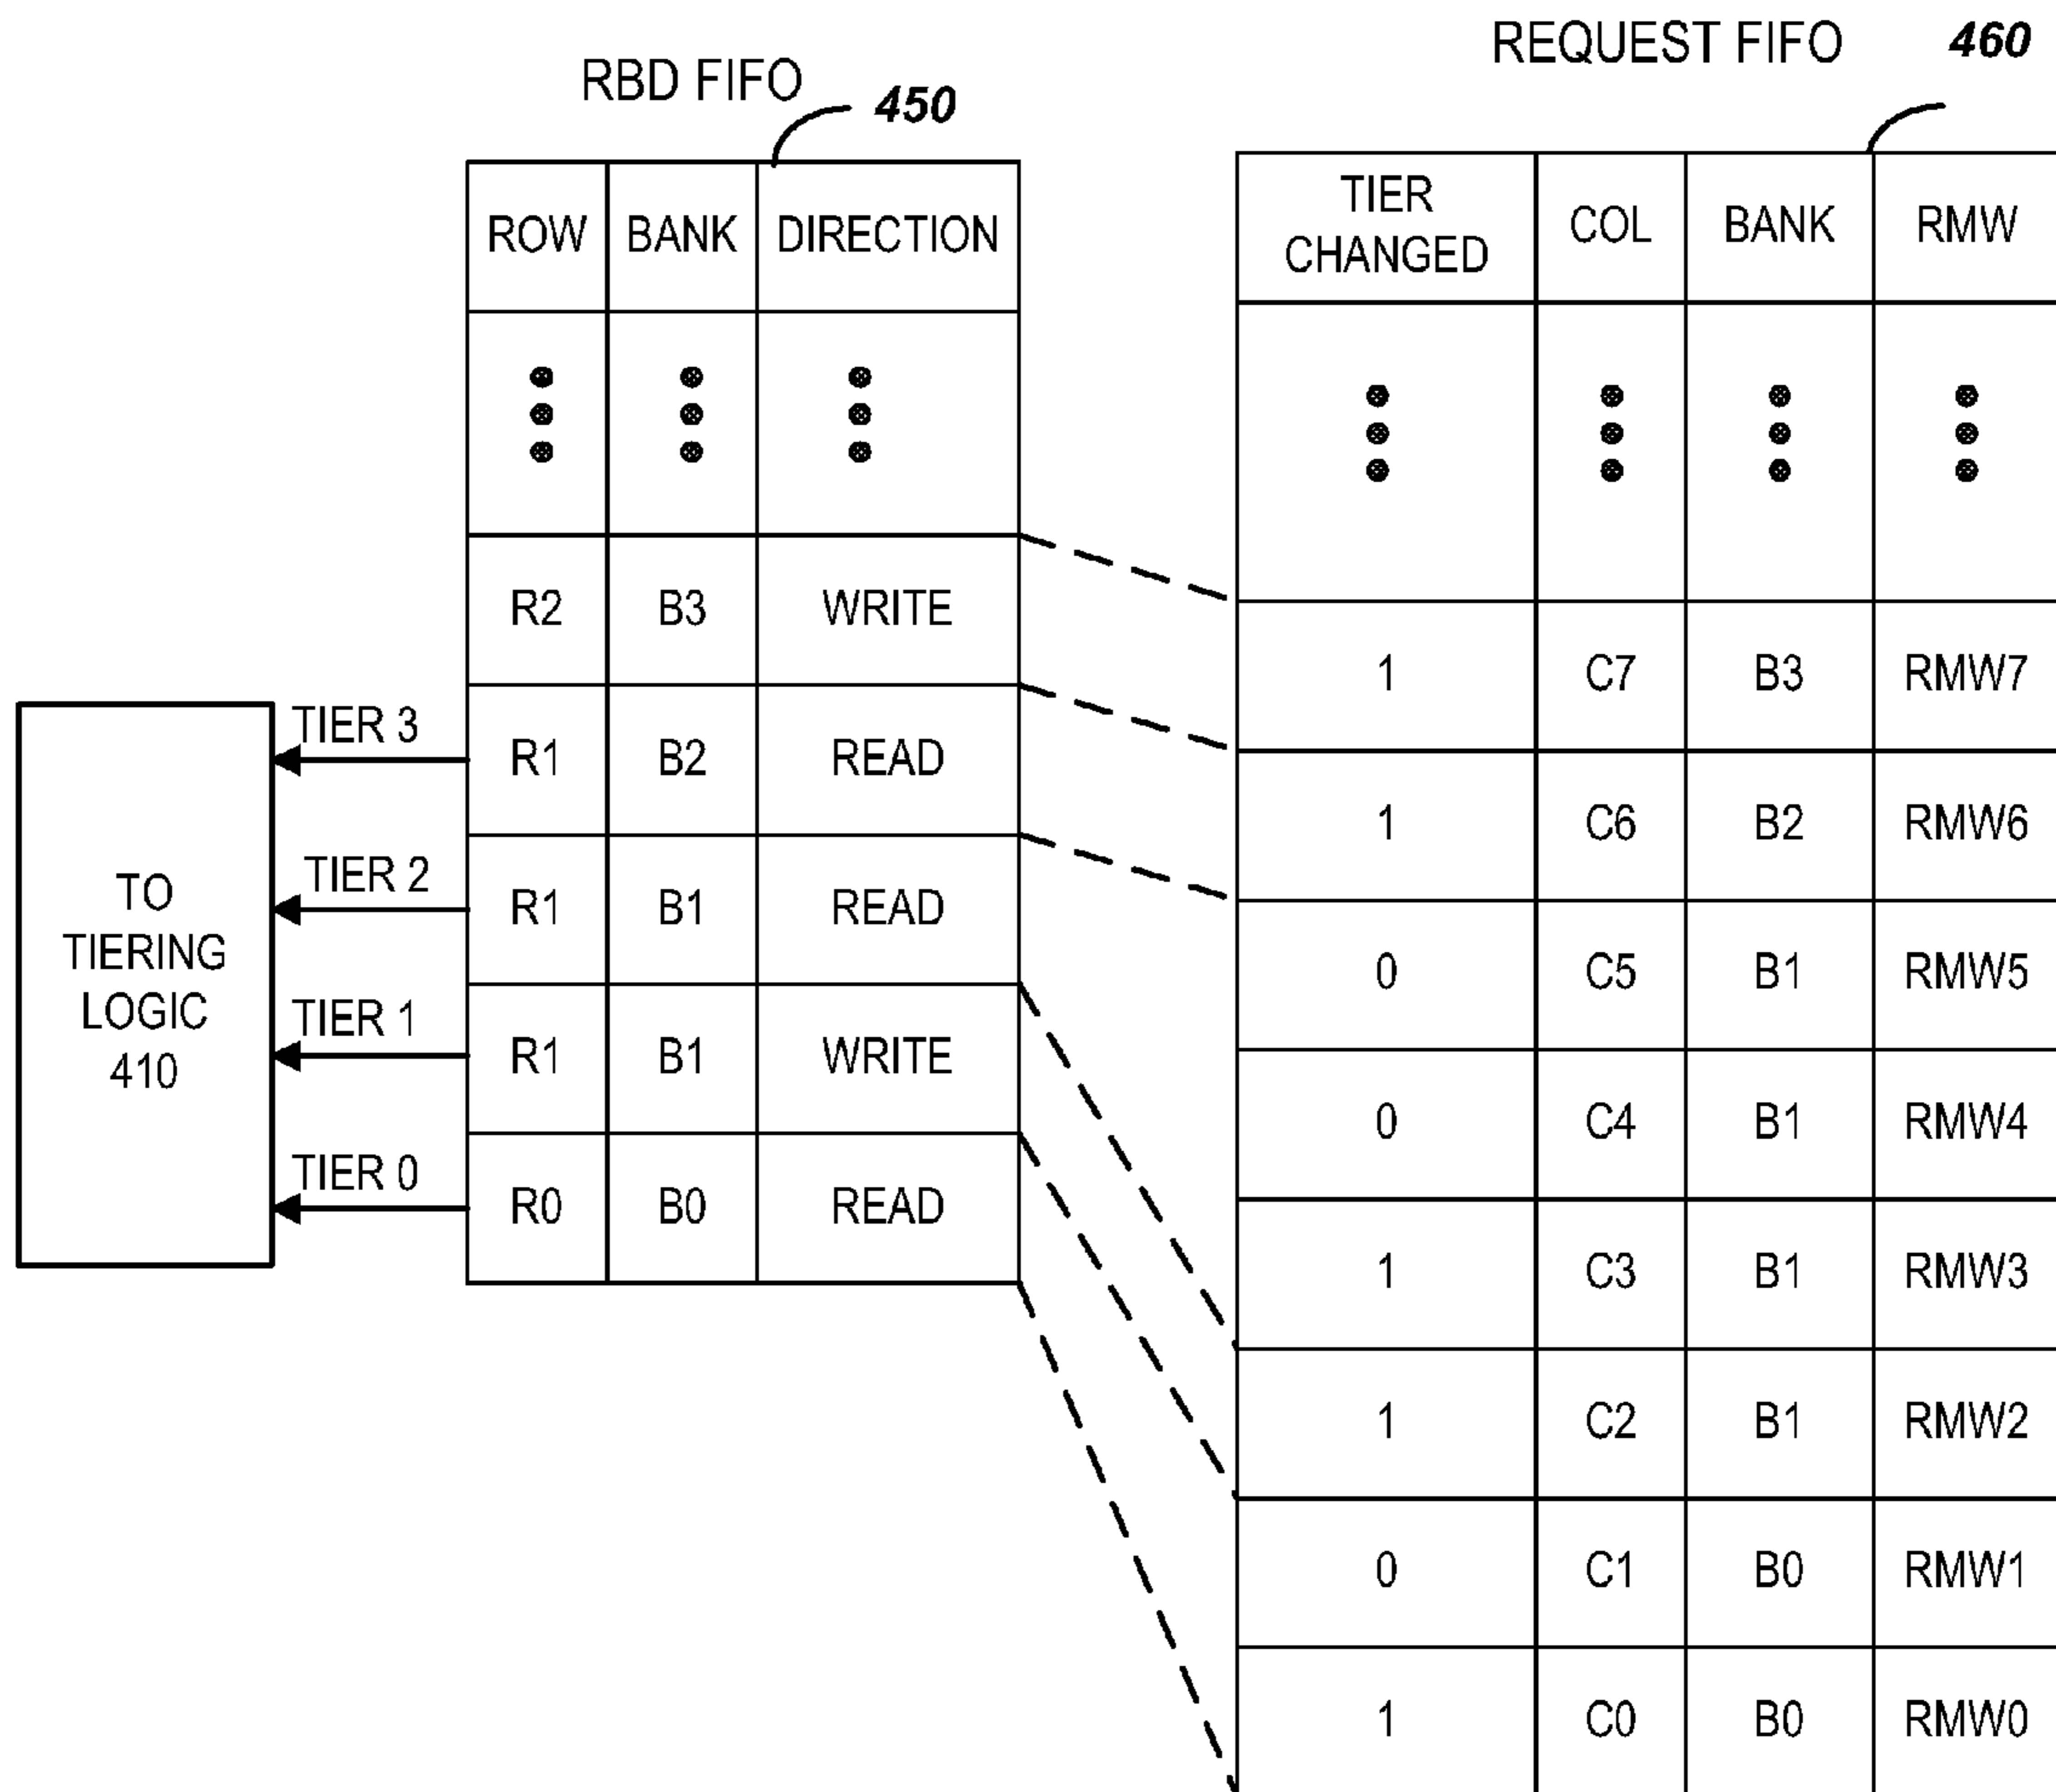 REQUEST FIFO 460
RBD FIFO 450
ROW BANK DIRECTION
R2 B3 WRITE
R1 B2 READ
R1 B1 READ
R1 B1 WRITE
R0 B0 READ
TIER 3
TIER 2
TIER 1
TIER 0
TO
TIERING
LOGIC
410
TIER
CHANGED COL BANK RMW
1 C7 B3 RMW7
1 C6 B2 RMW6
0 C5 B1 RMW5
0 C4 B1 RMW4
1 C3 B1 RMW3
1 C2 B1 RMW2
0 C1 B0 RMW1
1 C0 B0 RMW0